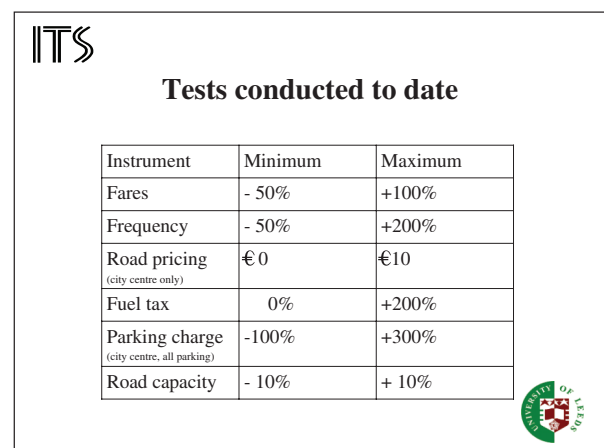 ITS
Tests conducted to date
Instrument Minimum Maximum
Fares - 50% +100%
Frequency - 50% +200%
Road pricing € 0 €10
(city centre only)
Fuel tax 0% +200%
Parking charge -100% +300%
(city centre, all parking)
Road capacity - 10% + 10%
UNIVERSITY OF LEEDS